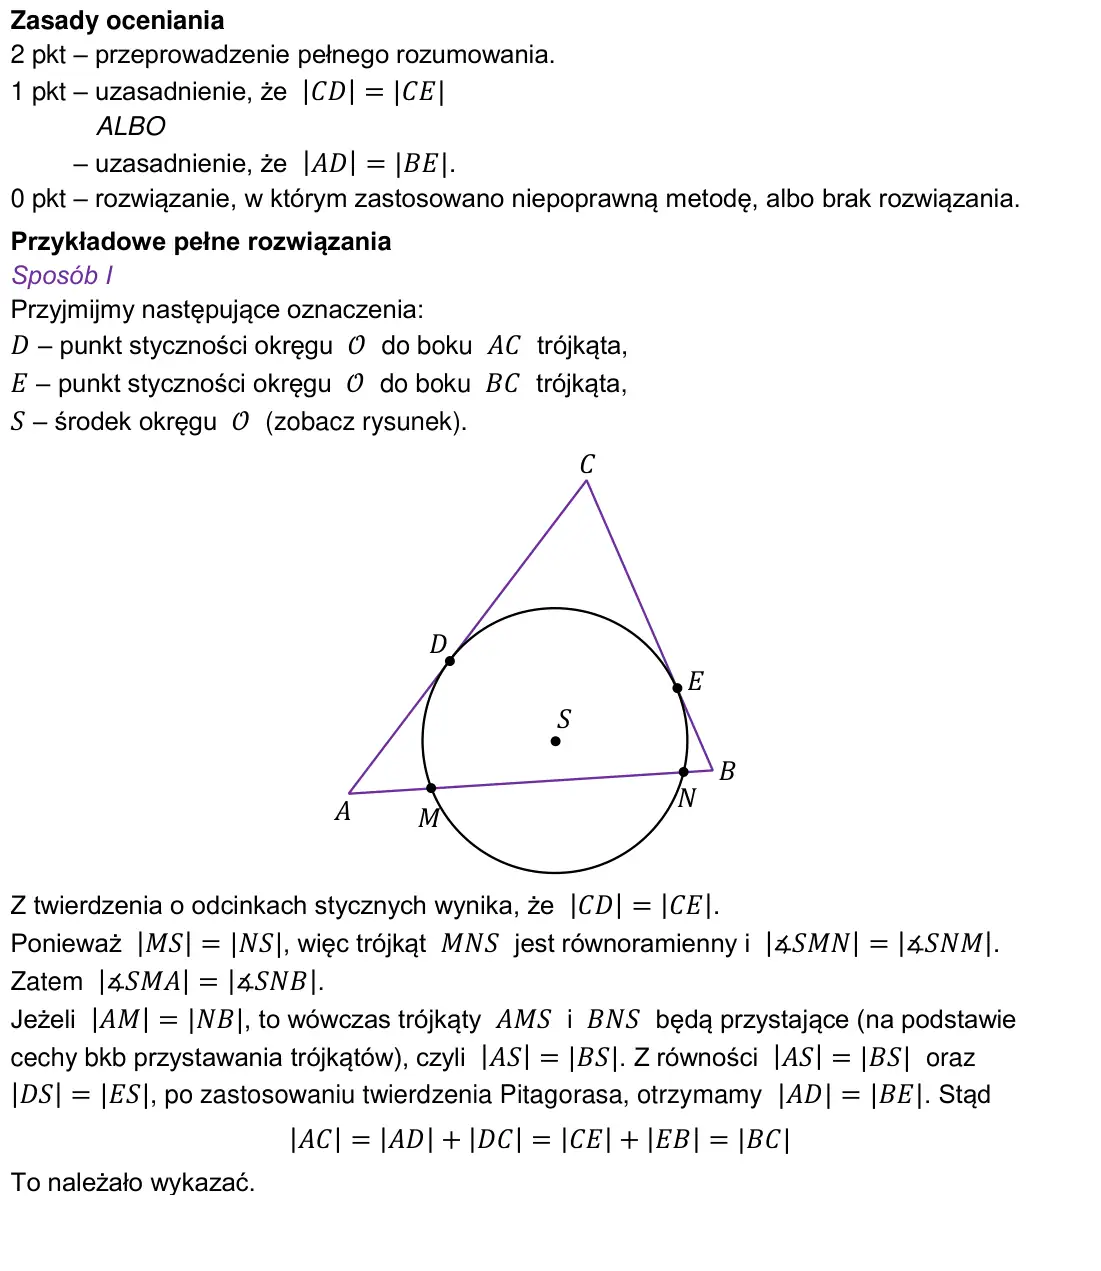 Zasady oceniania
2 pkt – przeprowadzenie pełnego rozumowania.
1 pkt – uzasadnienie, że |CD| = |CE|
ALBO
– uzasadnienie, że |AD| = |BE|.
0 pkt – rozwiązanie, w którym zastosowano niepoprawną metodę, albo brak rozwiązania.
Przykładowe pełne rozwiązania
Sposób I
Przyjmijmy następujące oznaczenia:
D – punkt styczności okręgu 𝒪 do boku AC trójkąta,
E – punkt styczności okręgu 𝒪 do boku BC trójkąta,
S – środek okręgu 𝒪 (zobacz rysunek).
C
D
E
S
B
A
M
N
Z twierdzenia o odcinkach stycznych wynika, że |CD| = |CE|.
Ponieważ |MS| = |NS|, więc trójkąt MNS jest równoramienny i |∡SMN| = |∡SNM|.
Zatem |∡SMA| = |∡SNB|.
Jeżeli |AM| = |NB|, to wówczas trójkąty AMS i BNS będą przystające (na podstawie
cechy bkb przystawania trójkątów), czyli |AS| = |BS|. Z równości |AS| = |BS| oraz
|DS| = |ES|, po zastosowaniu twierdzenia Pitagorasa, otrzymamy |AD| = |BE|. Stąd
|AC| = |AD| + |DC| = |CE| + |EB| = |BC|
To należało wykazać.